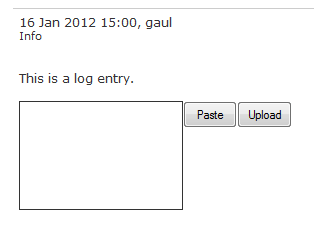 16 Jan 2012 15:00, gaul
Info
This is a log entry.
Paste Upload